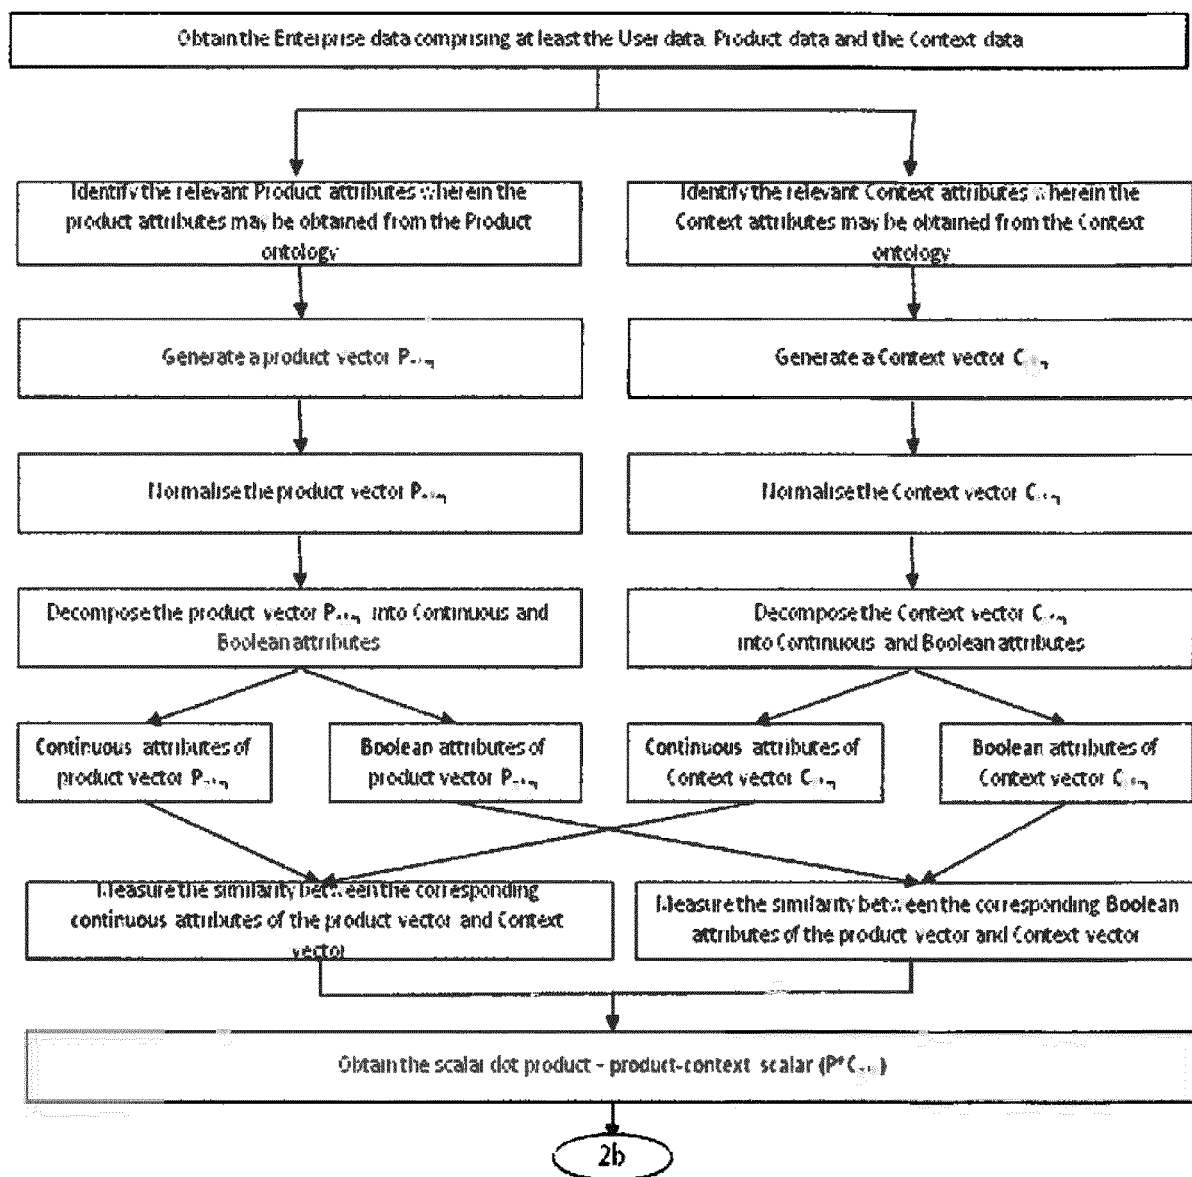 Obtain the Enterprise data comprising at least the User data, Product data and the Context data
Identify the relevant Product attributes wherein the
product attributes may be obtained from the Product
ontology
Identify the relevant Context attributes wherein the
Context attributes may be obtained from the Context
ontology
Generate a product vector P
Generate a Context vector C
Normalise the product vector P
Normalise the Context vector C
Decompose the product vector P into Continuous and
Boolean attributes
Decompose the Context vector C
into Continuous and Boolean attributes
Continuous attributes of
product vector P
Boolean attributes of
product vector P
Continuous attributes of
Context vector C
Boolean attributes of
Context vector C
Measure the similarity between the corresponding
continuous attributes of the product vector and Context
vector
Measure the similarity between the corresponding Boolean
attributes of the product vector and Context vector
Obtain the scalar dot product - product-context scalar (P*C)
2b